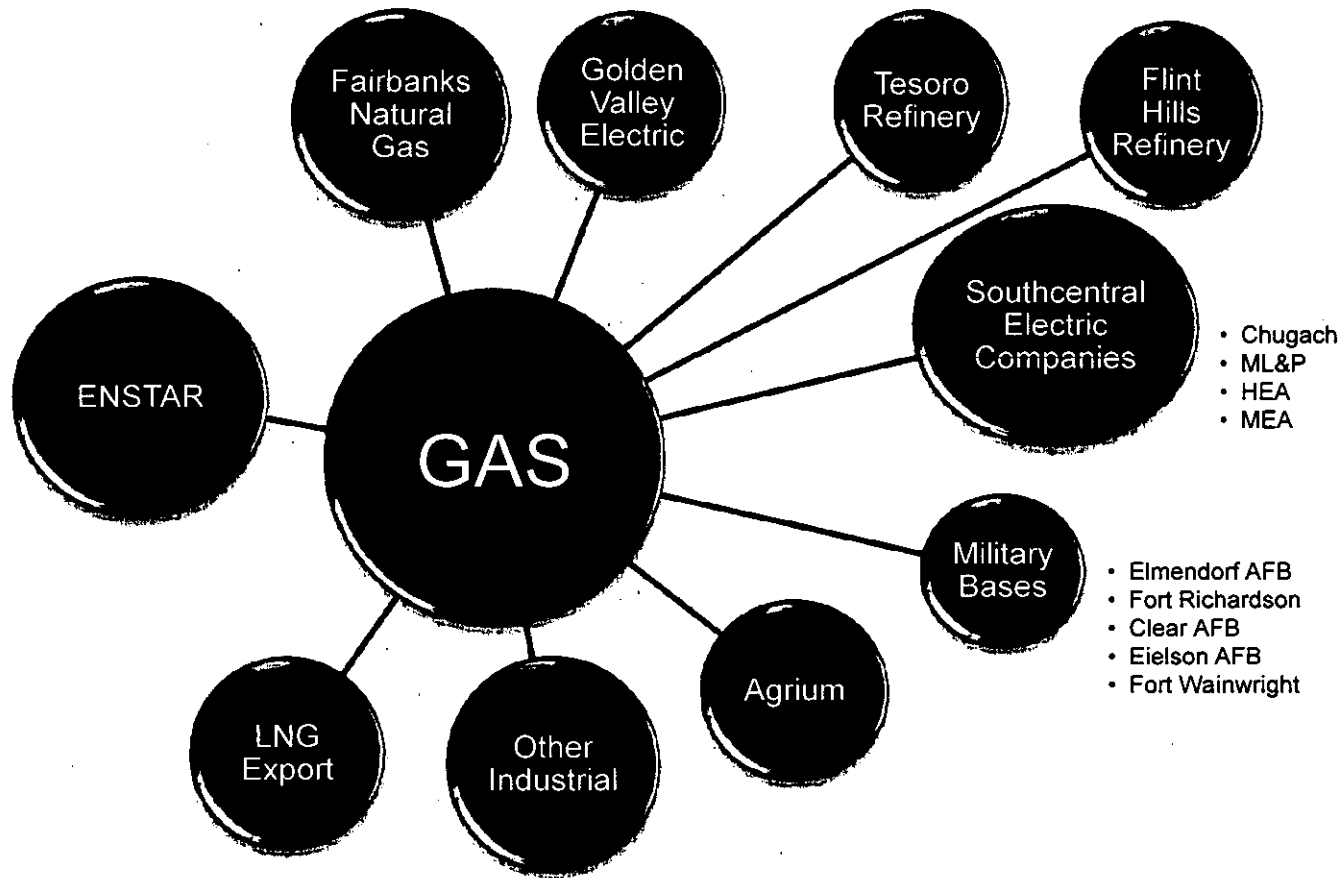 Fairbanks
Natural
Gas
Golden
Valley
Electric
Tesoro
Refinery
Flint
Hills
Refinery
Southcentral
Electric
Companies
• Chugach
• ML&P
• HEA
• MEA
ENSTAR
GAS
Military
Bases
• Elmendorf AFB
• Fort Richardson
• Clear AFB
• Eielson AFB
• Fort Wainwright
Agrium
LNG
Export
Other
Industrial